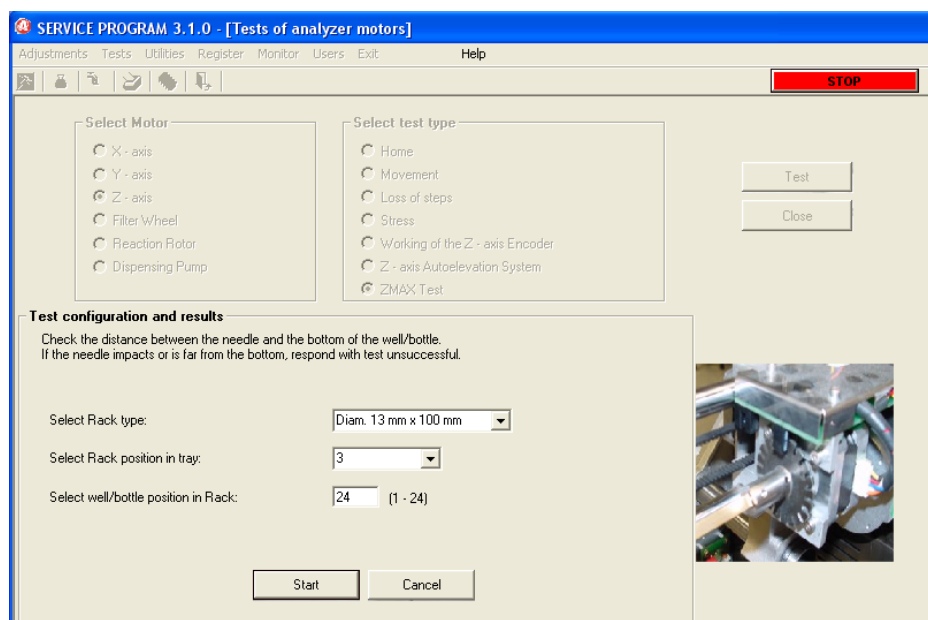 SERVICE PROGRAM 3.1.0 - [Tests of analyzer motors]
Adjustments Tests Utilities Register Monitor Users Exit Help
STOP
Select Motor
X - axis
Y - axis
Z - axis
Filter Wheel
Reaction Rotor
Dispensing Pump
Select test type
Home
Movement
Loss of steps
Stress
Working of the Z - axis Encoder
Z - axis Autoelevation System
ZMAX Test
Test
Close
Test configuration and results
Check the distance between the needle and the bottom of the well/bottle.
If the needle impacts or is far from the bottom, respond with test unsuccessful.
Select Rack type: Diam. 13 mm x 100 mm
Select Rack position in tray: 3
Select well/bottle position in Rack: 24 (1 - 24)
Start Cancel